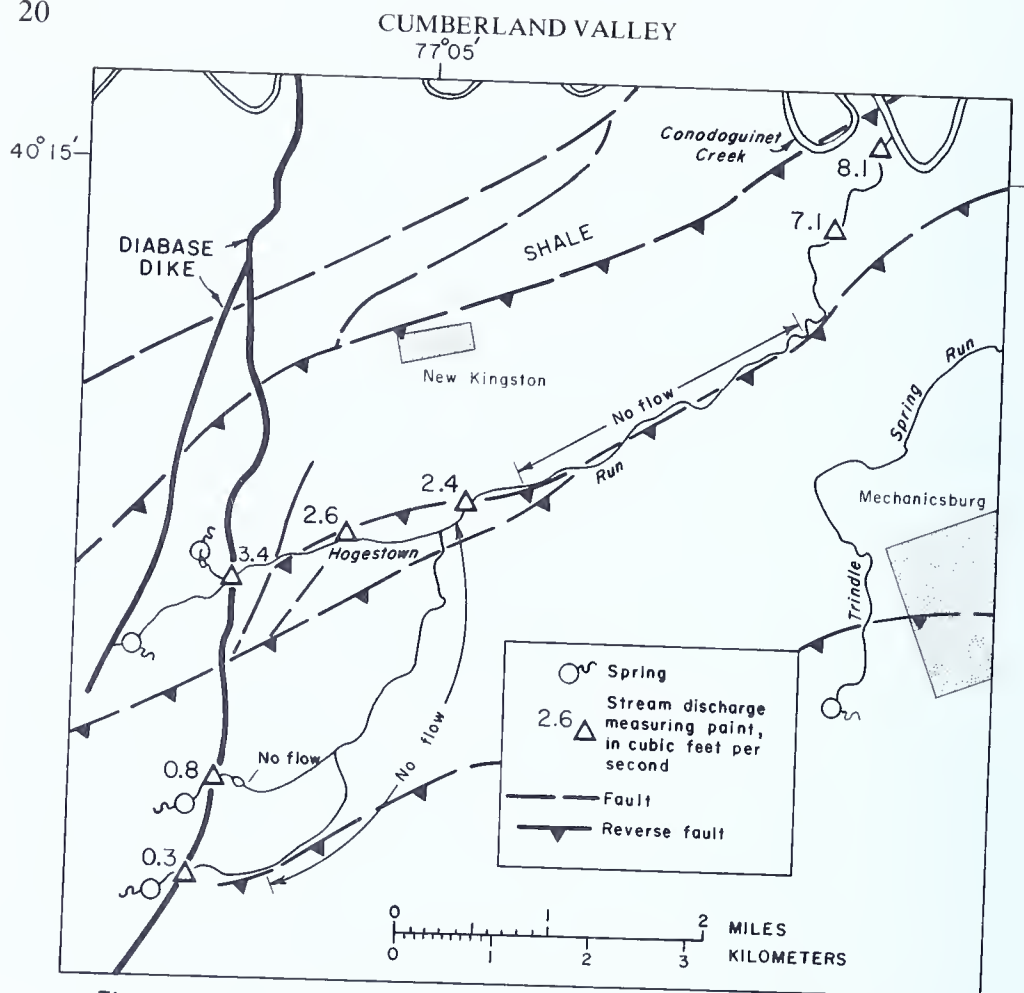 20
CUMBERLAND VALLEY
77°05'
40°15'
Conodoguinet
Creek
8.1
7.1
DIABASE
DIKE
SHALE
New Kingston
No flow
Run
Spring
Run
2.4
2.6
Mechanicsburg
3.4
Hogestown
Trindle
Spring
2.6
Stream discharge
measuring point,
in cubic feet per
second
Fault
Reverse fault
No flow
0.8
No flow
0.3
0 1 2 MILES
0 1 2 3 KILOMETERS